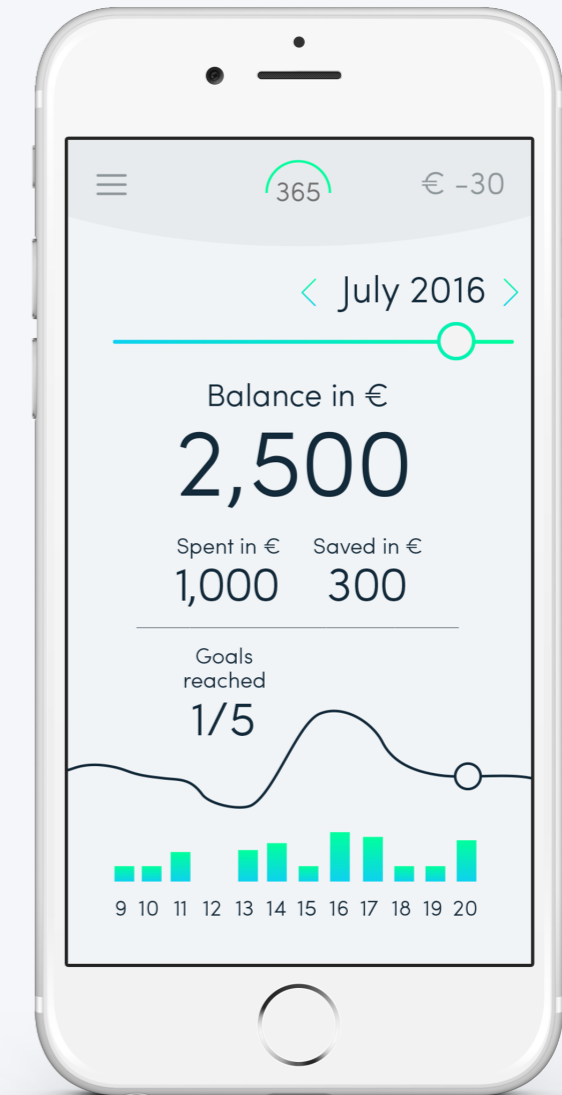 365
€ -30
< July 2016 >
Balance in €
2,500
Spent in € Saved in €
1,000 300
Goals
reached
1/5
9 10 11 12 13 14 15 16 17 18 19 20